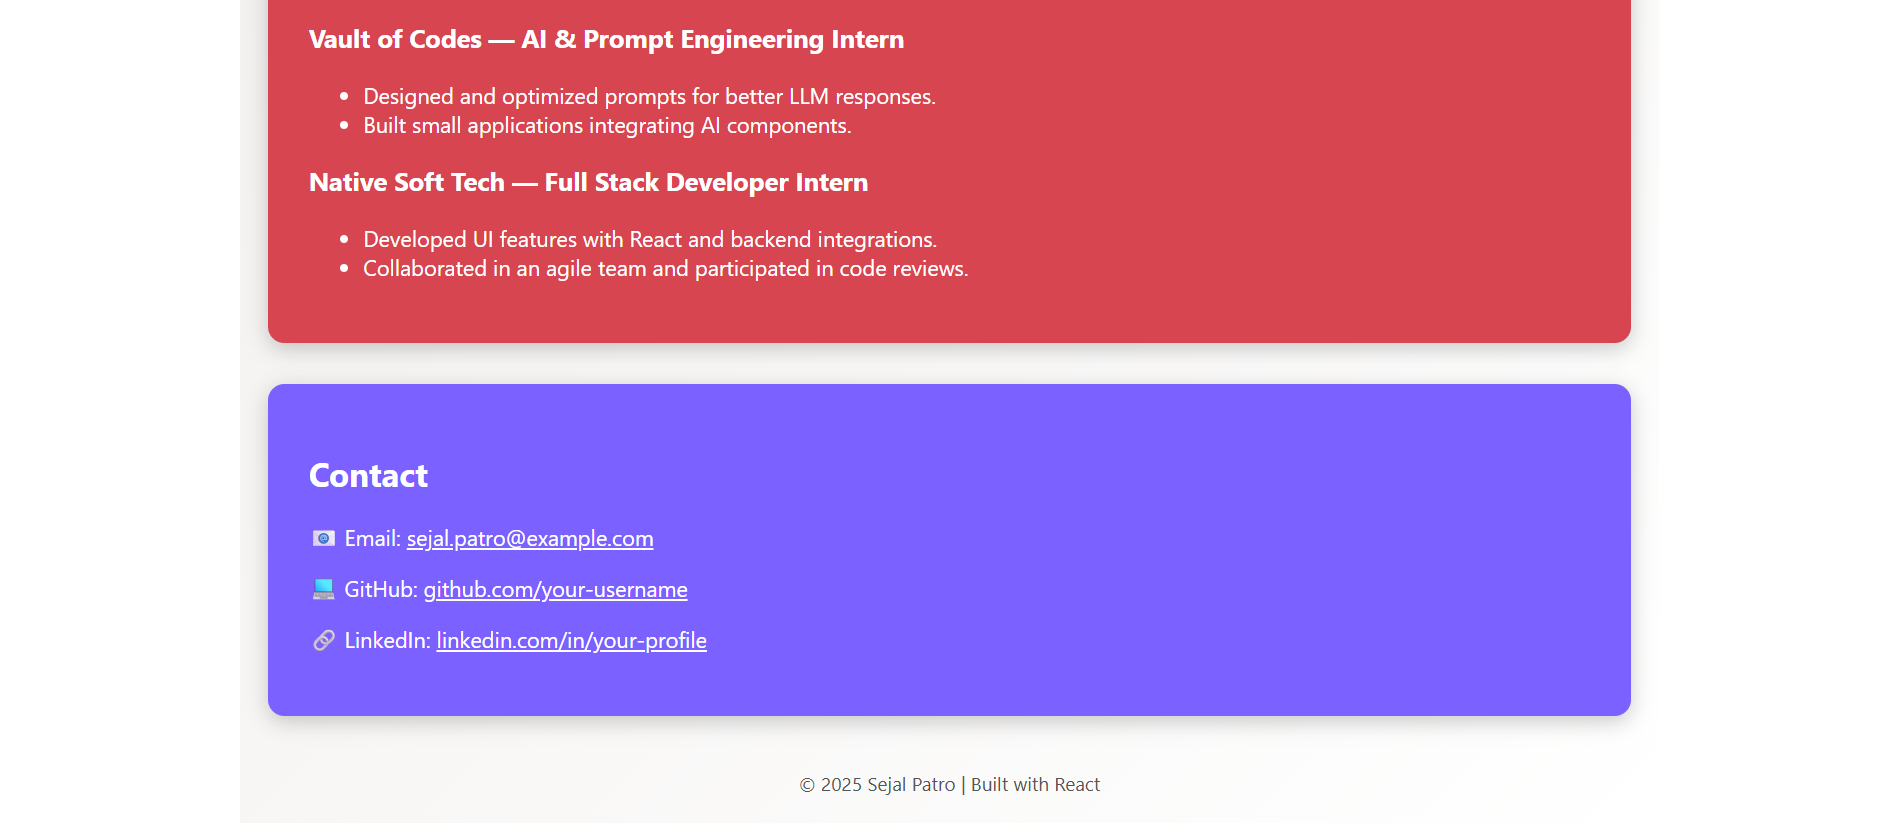 Vault of Codes — AI & Prompt Engineering Intern
• Designed and optimized prompts for better LLM responses.
• Built small applications integrating AI components.
Native Soft Tech — Full Stack Developer Intern
• Developed UI features with React and backend integrations.
• Collaborated in an agile team and participated in code reviews.
Contact
📧 Email: sejal.patro@example.com
💻 GitHub: github.com/your-username
🔗 LinkedIn: linkedin.com/in/your-profile
© 2025 Sejal Patro | Built with React